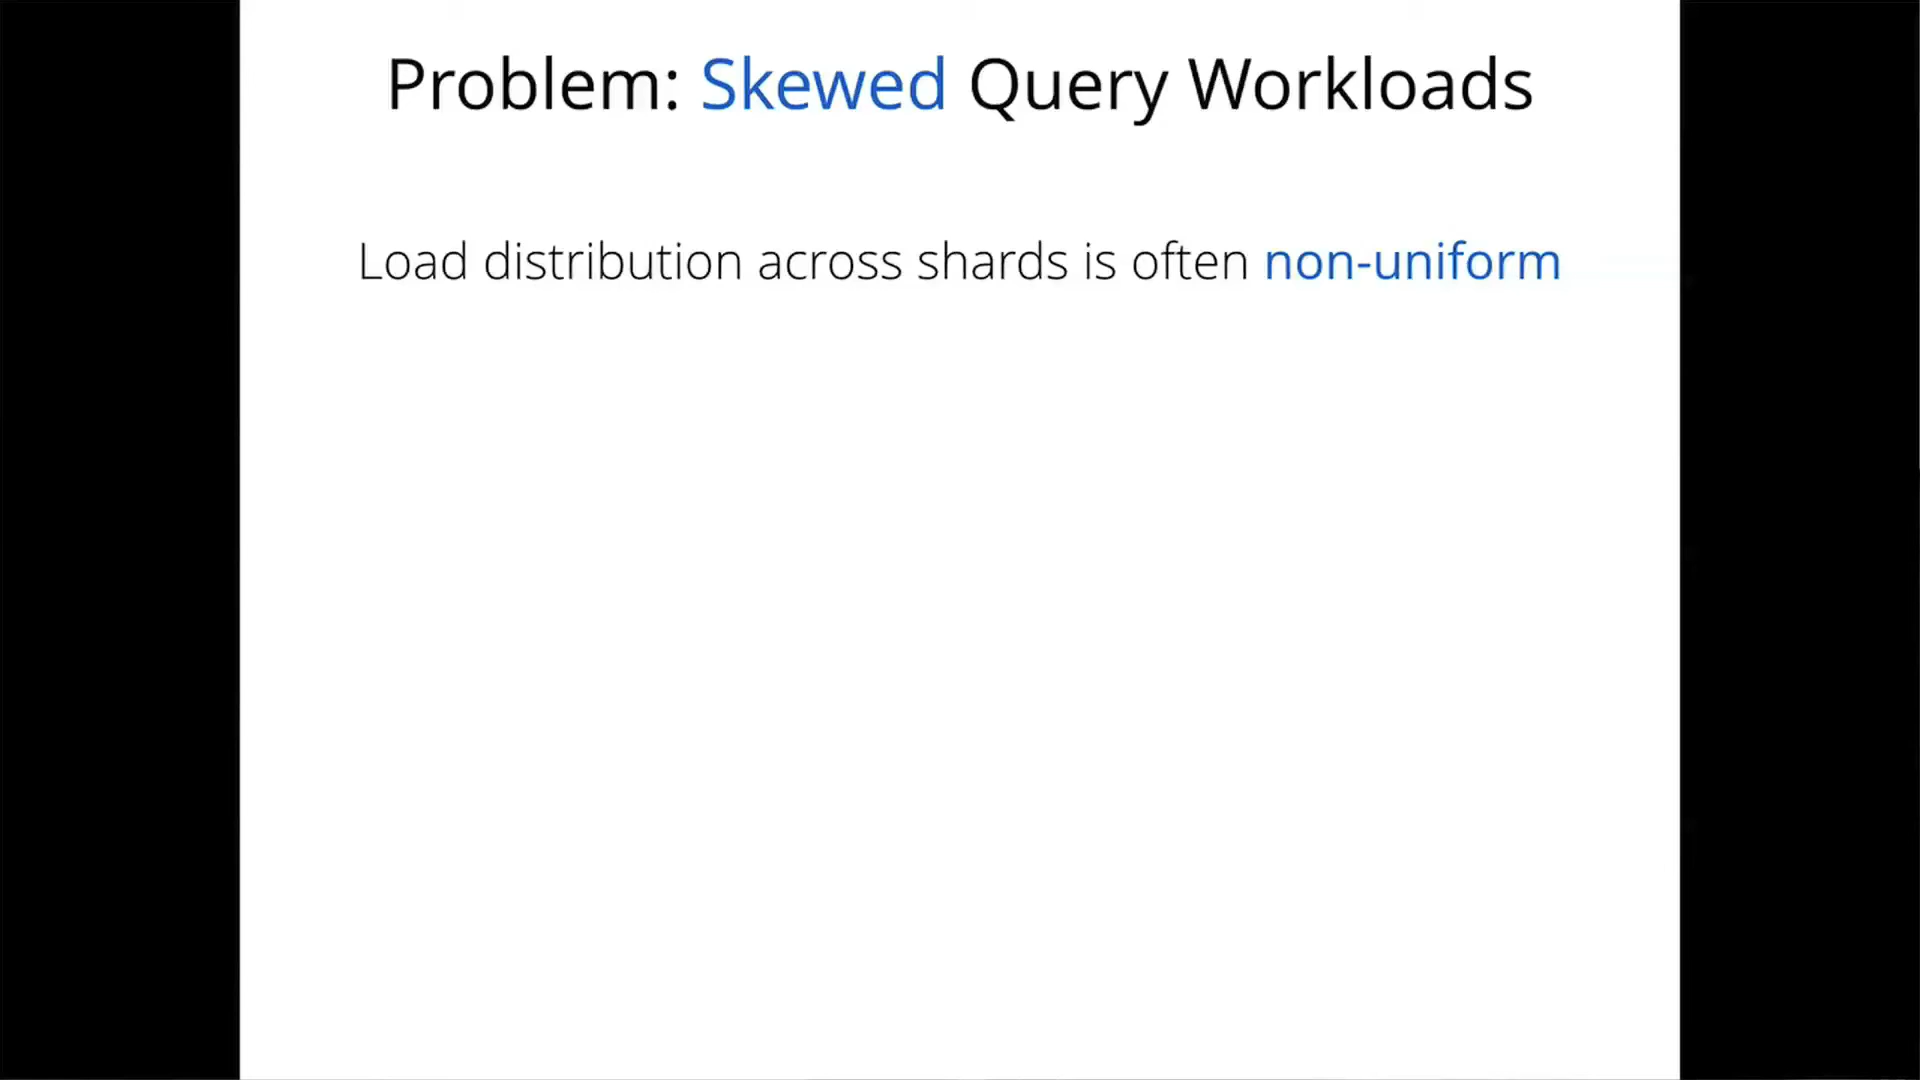 Problem: Skewed Query Workloads
Load distribution across shards is often non-uniform